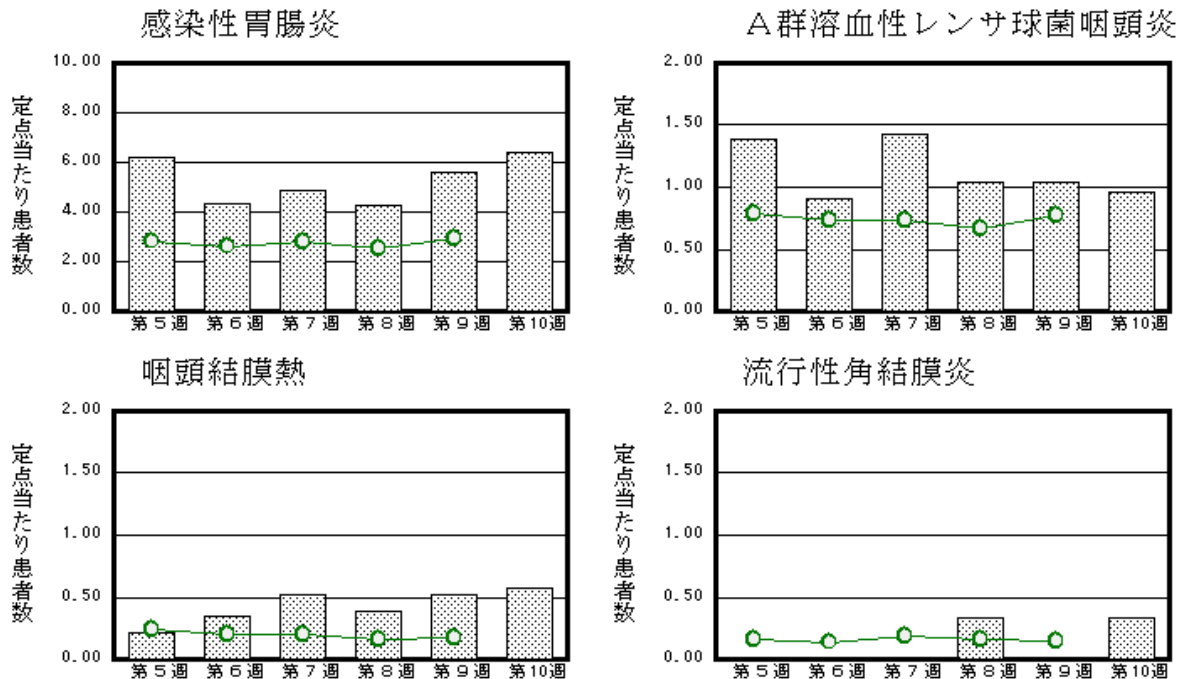 感染性胃腸炎
定点当たり患者数
10.00
8.00
6.00
4.00
2.00
0.00
第５週 第６週 第７週 第８週 第９週 第10週
Ａ群溶血性レンサ球菌咽頭炎
定点当たり患者数
2.00
1.50
1.00
0.50
0.00
第５週 第６週 第７週 第８週 第９週 第10週
咽頭結膜熱
定点当たり患者数
2.00
1.50
1.00
0.50
0.00
第５週 第６週 第７週 第８週 第９週 第10週
流行性角結膜炎
定点当たり患者数
2.00
1.50
1.00
0.50
0.00
第５週 第６週 第７週 第８週 第９週 第10週